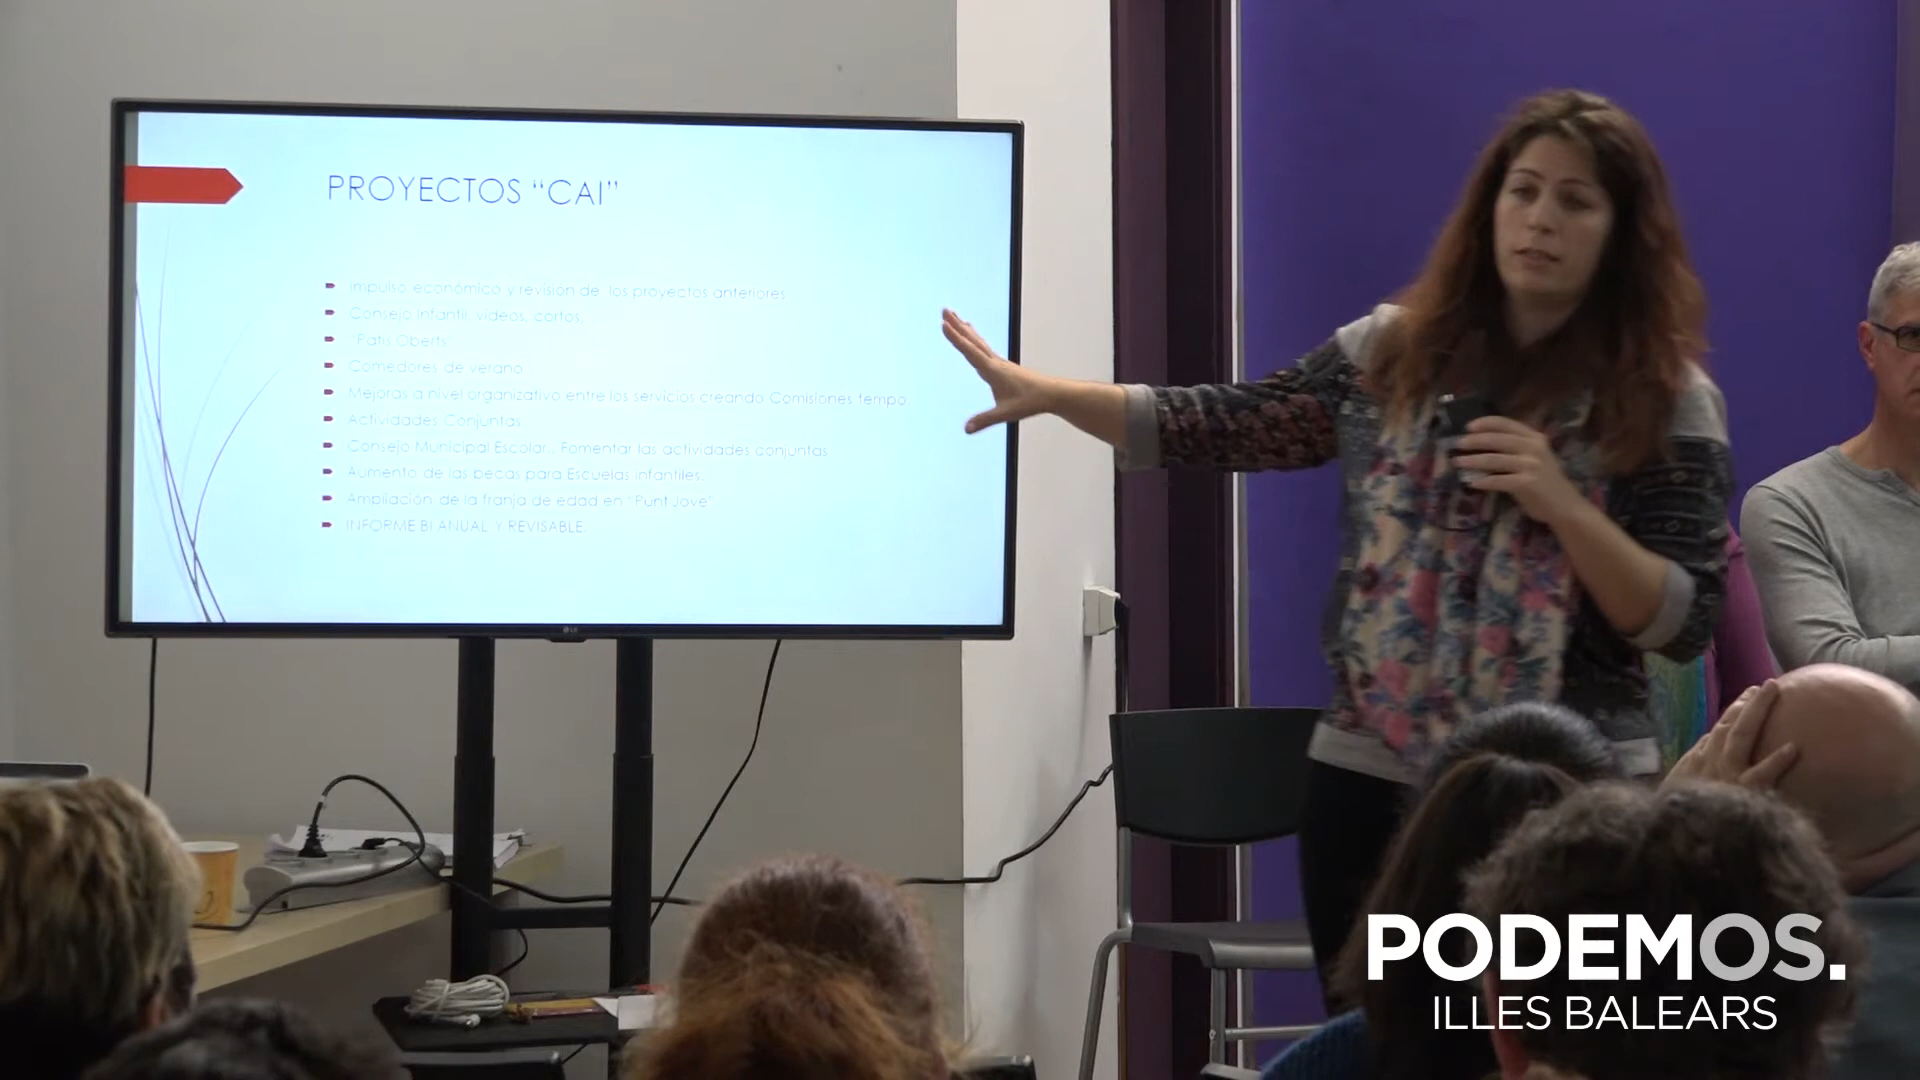 PROYECTOS “CAI”
Impulso económico y revisión de los proyectos anteriores
Consejo Infantil, videos, cortos.
“Patis Oberts”
Comedores de verano
Mejoras a nivel organizativo entre los servicios creando Comisiones tempo.
Actividades Conjuntas
Consejo Municipal Escolar.. Fomentar las actividades conjuntas
Aumento de las becas para Escuelas infantiles.
Ampliación de la franja de edad en “Punt Jove”
INFORME BI ANUAL Y REVISABLE.
LG
PODEMOS.
ILLES BALEARS